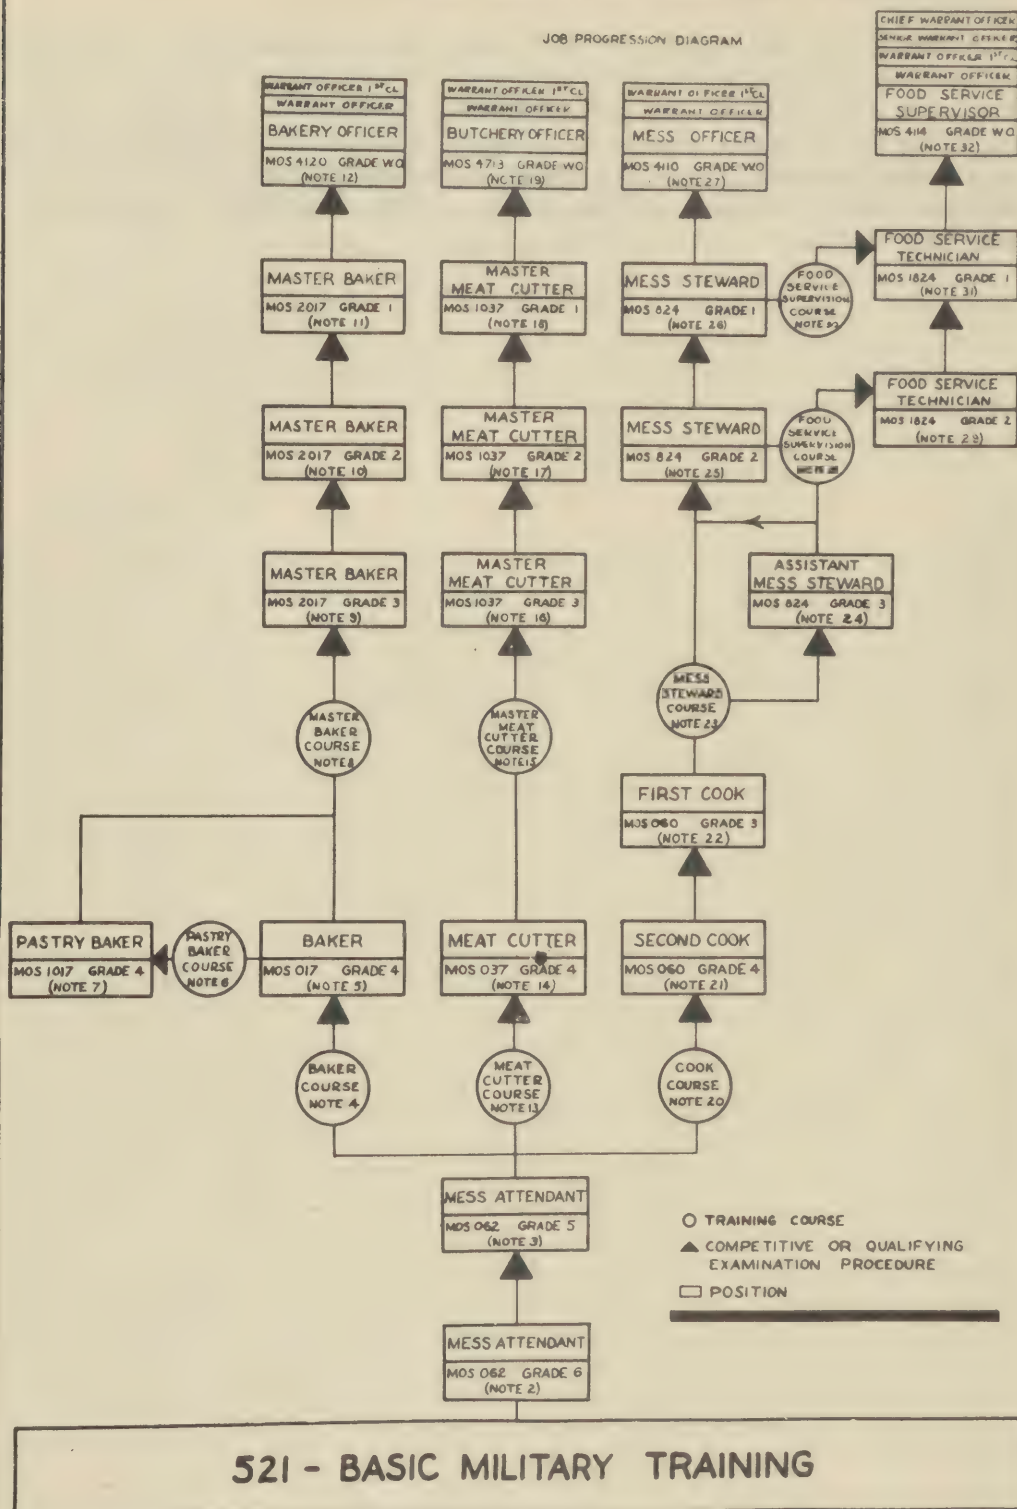 JOB PROGRESSION DIAGRAM
CHIEF WARRANT OFFICER
SENIOR WARRANT OFFICER
WARRANT OFFICER 1ST CL
WARRANT OFFICER
FOOD SERVICE
SUPERVISOR
MOS 4114 GRADE WO
(NOTE 32)
WARRANT OFFICER 1ST CL
WARRANT OFFICER
BAKERY OFFICER
MOS 4120 GRADE WO
(NOTE 12)
WARRANT OFFICER 1ST CL
WARRANT OFFICER
BUTCHERY OFFICER
MOS 4713 GRADE WO
(NOTE 19)
WARRANT OFFICER 1ST CL
WARRANT OFFICER
MESS OFFICER
MOS 4110 GRADE WO
(NOTE 27)
MASTER BAKER
MOS 2017 GRADE 1
(NOTE 11)
MASTER
MEAT CUTTER
MOS 1037 GRADE 1
(NOTE 18)
MESS STEWARD
MOS 824 GRADE 1
(NOTE 26)
FOOD
SERVICE
SUPERVISION
COURSE
NOTE
FOOD SERVICE
TECHNICIAN
MOS 1824 GRADE 1
(NOTE 31)
MASTER BAKER
MOS 2017 GRADE 2
(NOTE 10)
MASTER
MEAT CUTTER
MOS 1037 GRADE 2
(NOTE 17)
MESS STEWARD
MOS 824 GRADE 2
(NOTE 25)
FOOD
SERVICE
SUPERVISION
COURSE
FOOD SERVICE
TECHNICIAN
MOS 1824 GRADE 2
(NOTE 29)
MASTER BAKER
MOS 2017 GRADE 3
(NOTE 9)
MASTER
MEAT CUTTER
MOS 1037 GRADE 3
(NOTE 16)
ASSISTANT
MESS STEWARD
MOS 824 GRADE 3
(NOTE 24)
MASTER
BAKER
COURSE
NOTE 8
MASTER
MEAT
CUTTER
COURSE
NOTE 15
MESS
STEWARD
COURSE
NOTE 23
FIRST COOK
MOS 060 GRADE 3
(NOTE 22)
PASTRY BAKER
MOS 1017 GRADE 4
(NOTE 7)
PASTRY
BAKER
COURSE
NOTE 6
BAKER
MOS 017 GRADE 4
(NOTE 5)
MEAT CUTTER
MOS 037 GRADE 4
(NOTE 14)
SECOND COOK
MOS 060 GRADE 4
(NOTE 21)
BAKER
COURSE
NOTE 4
MEAT
CUTTER
COURSE
NOTE 13
COOK
COURSE
NOTE 20
MESS ATTENDANT
MOS 062 GRADE 5
(NOTE 3)
TRAINING COURSE
COMPETITIVE OR QUALIFYING
EXAMINATION PROCEDURE
POSITION
MESS ATTENDANT
MOS 062 GRADE 6
(NOTE 2)
521 - BASIC MILITARY TRAINING